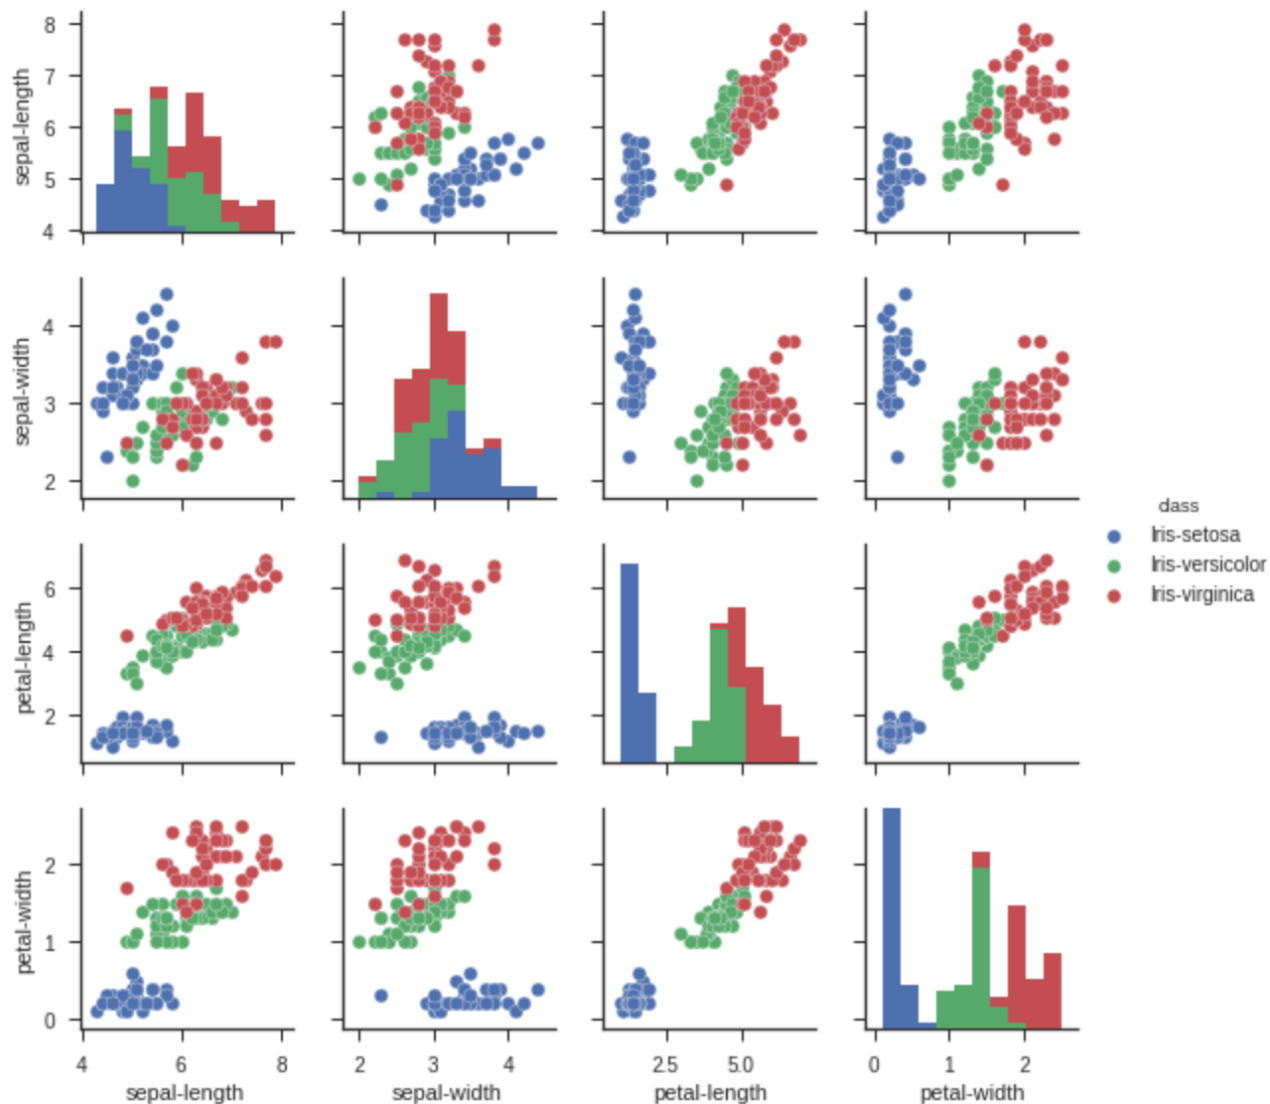 8
7
6
5
4
sepal-length
4
3
2
sepal-width
class
Iris-setosa
Iris-versicolor
Iris-virginica
6
4
2
petal-length
2
1
0
petal-width
4 6 8 2 3 4 2.5 5.0 0 1 2
sepal-length sepal-width petal-length petal-width